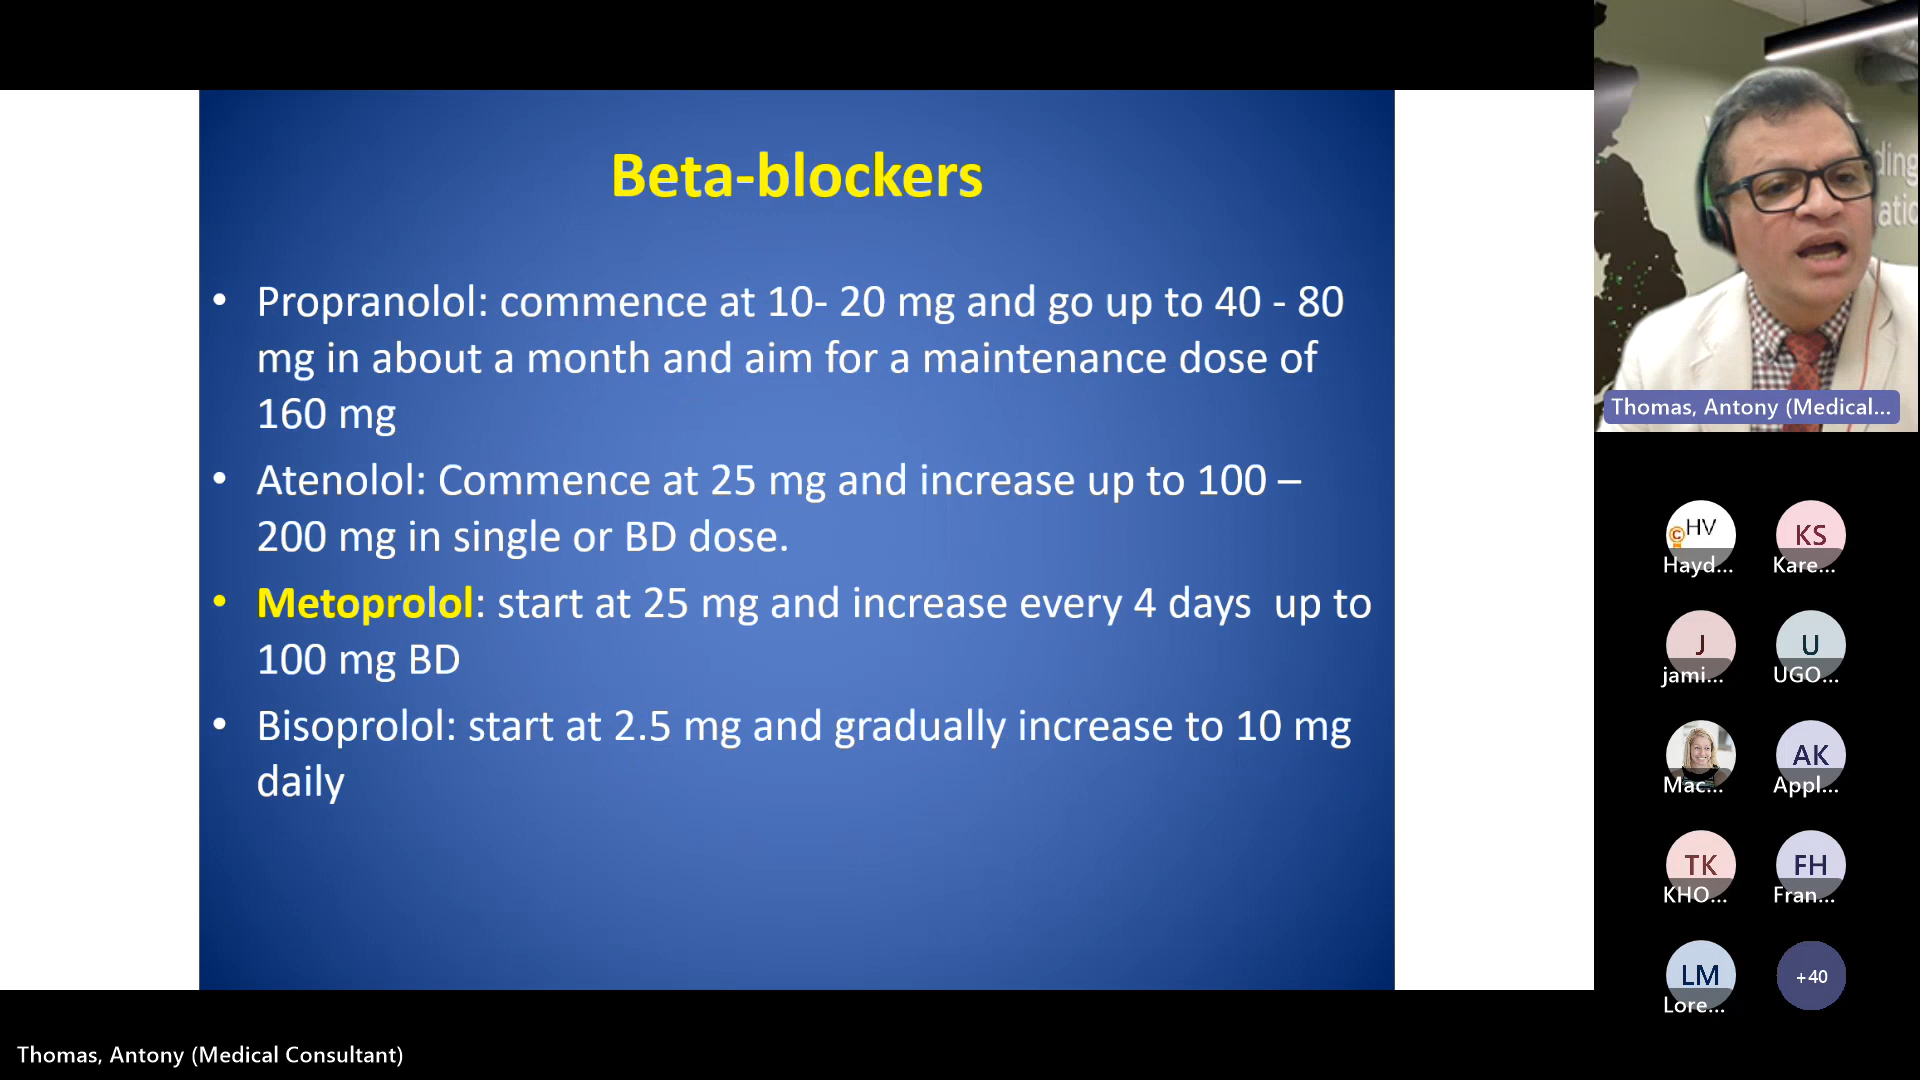 Beta-blockers
• Propranolol: commence at 10- 20 mg and go up to 40 - 80
mg in about a month and aim for a maintenance dose of
160 mg
• Atenolol: Commence at 25 mg and increase up to 100 –
200 mg in single or BD dose.
• Metoprolol: start at 25 mg and increase every 4 days  up to
100 mg BD
• Bisoprolol: start at 2.5 mg and gradually increase to 10 mg
daily
ding
atio
Thomas, Antony (Medical...
HV
C
Hayd...
KS
Kare...
J
jami...
U
UGO...
Mac...
AK
Appl...
TK
KHO...
FH
Fran...
LM
Lore...
+40
Thomas, Antony (Medical Consultant)